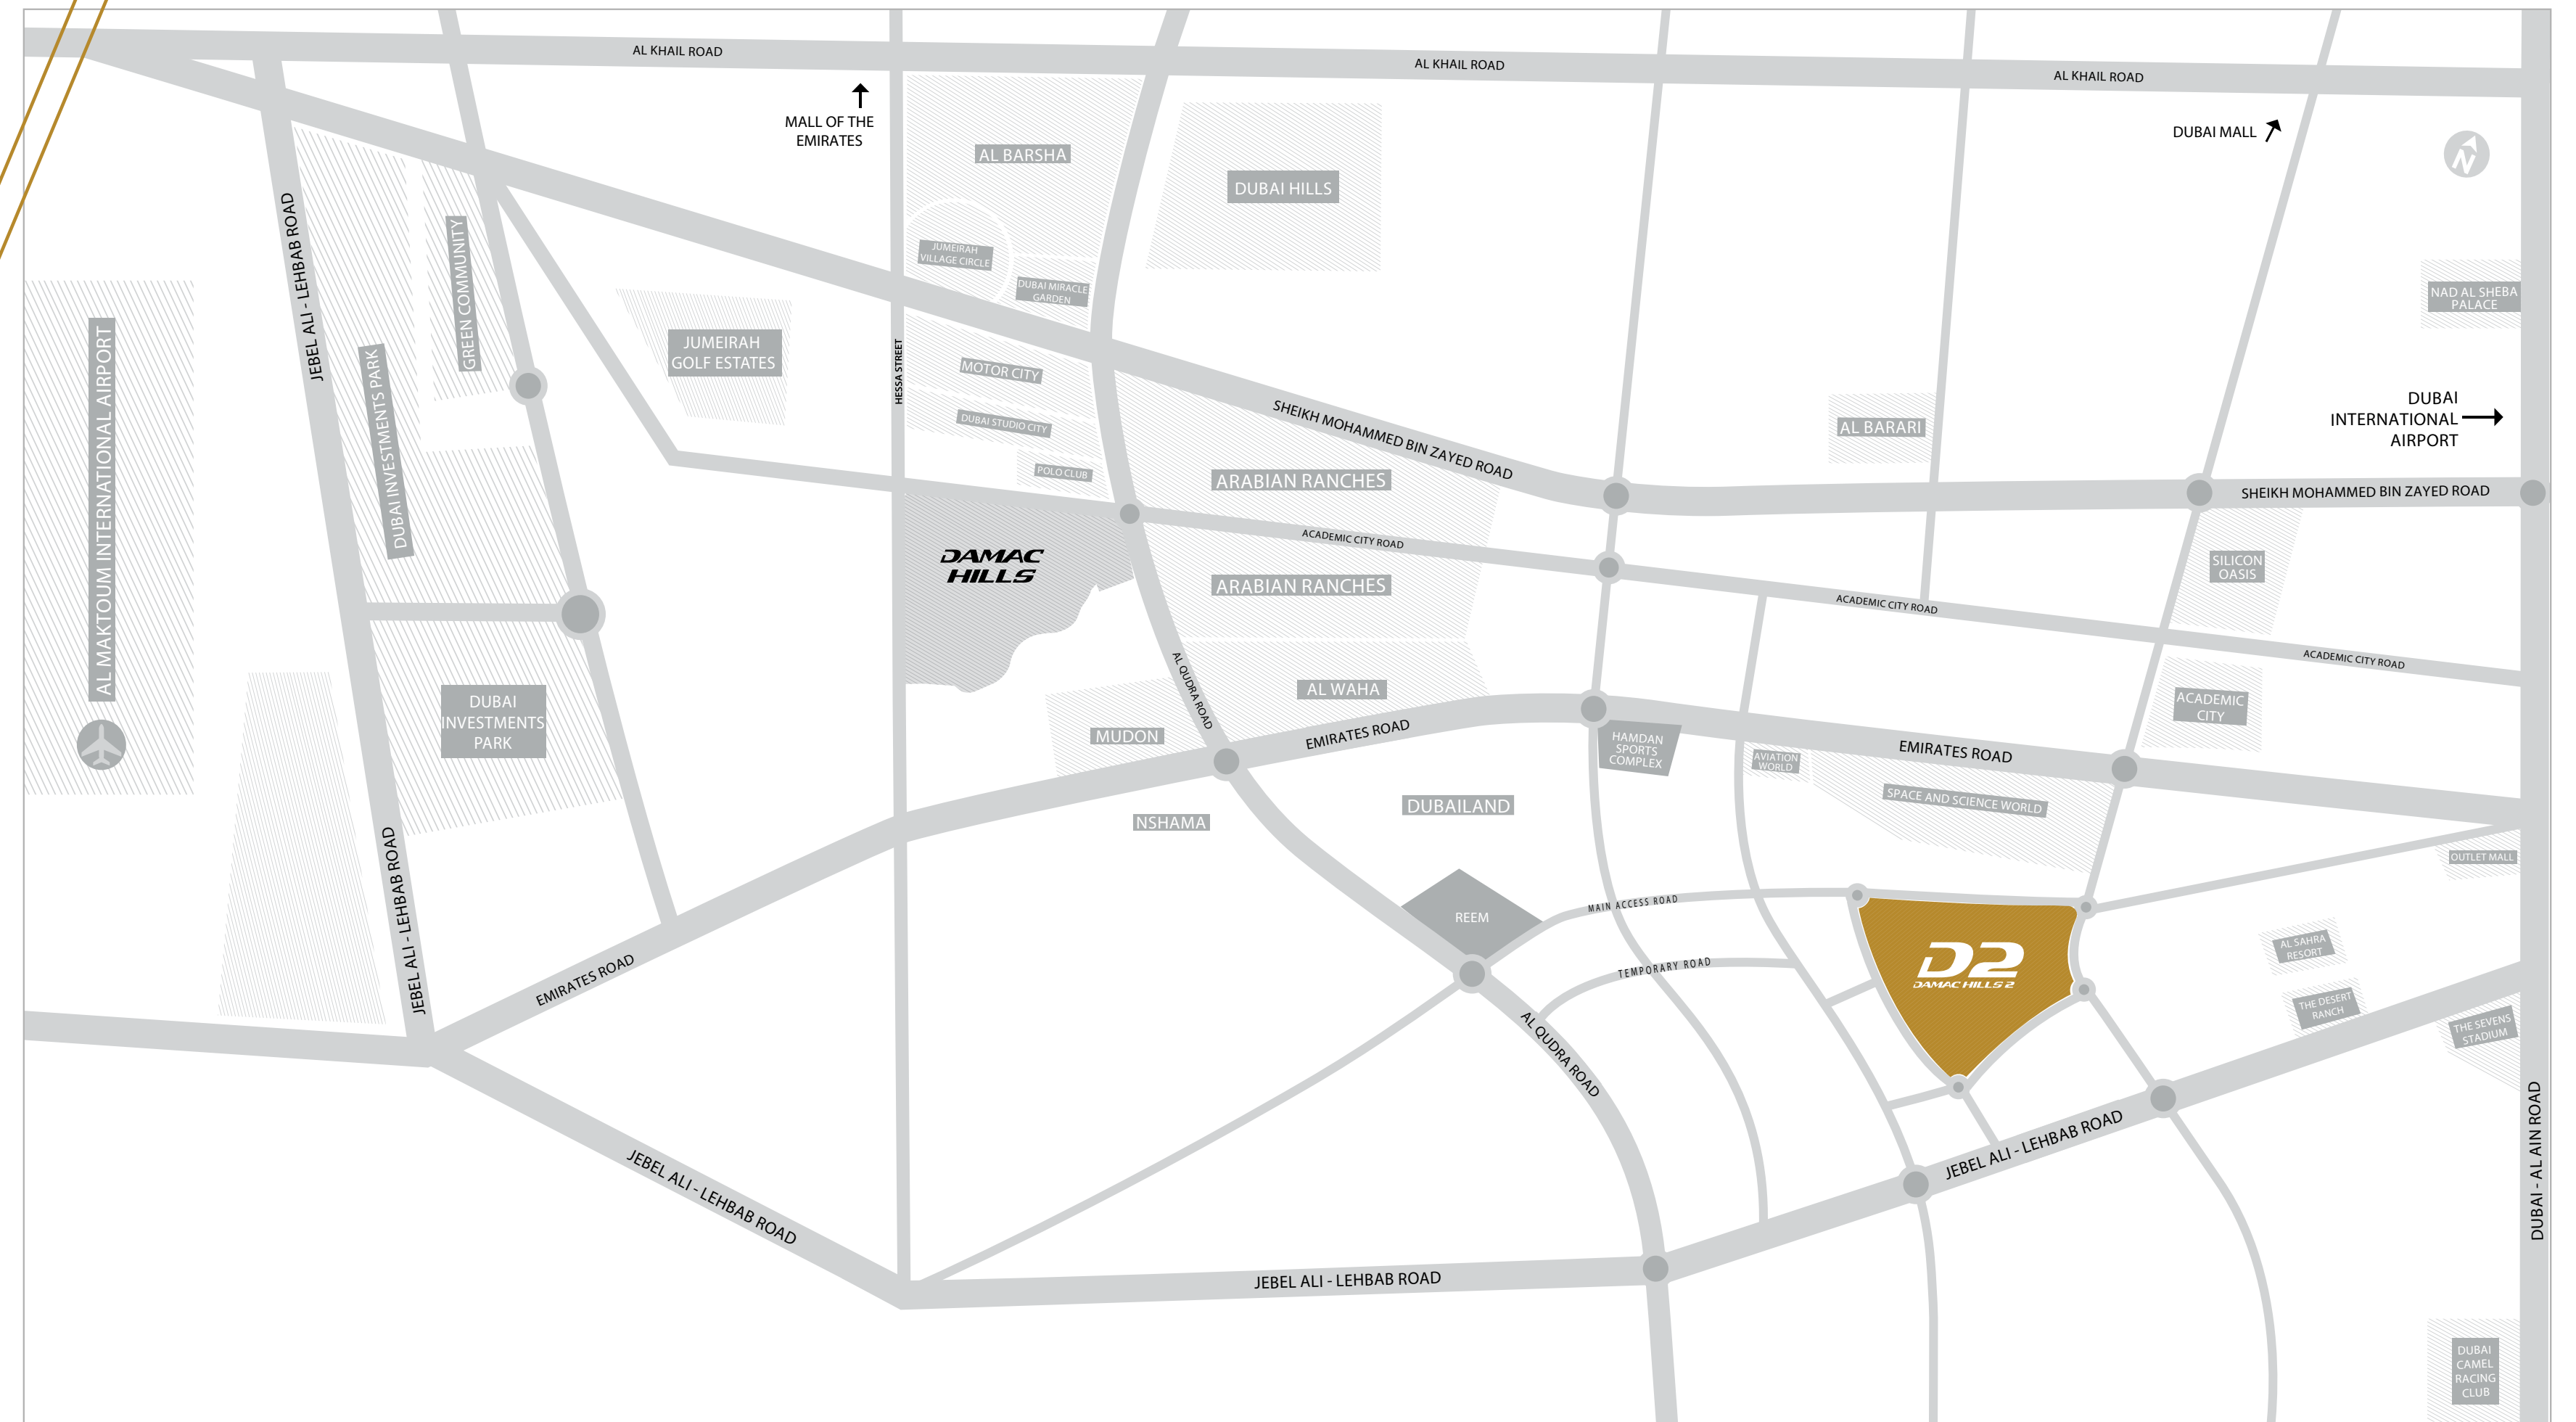 AL KHAIL ROAD
AL KHAIL ROAD
AL KHAIL ROAD
MALL OF THE
EMIRATES
DUBAI MALL
N
AL BARSHA
DUBAI HILLS
JEBEL ALI - LEHBAB ROAD
GREEN COMMUNITY
JUMEIRAH
VILLAGE CIRCLE
DUBAI MIRACLE
GARDEN
NAD AL SHEBA
PALACE
AL MAKTOUM INTERNATIONAL AIRPORT
DUBAI INVESTMENTS PARK
JUMEIRAH
GOLF ESTATES
HESSA STREET
MOTOR CITY
DUBAI STUDIO CITY
POLO CLUB
SHEIKH MOHAMMED BIN ZAYED ROAD
AL BARARI
DUBAI
INTERNATIONAL
AIRPORT
SHEIKH MOHAMMED BIN ZAYED ROAD
ARABIAN RANCHES
ACADEMIC CITY ROAD
DAMAC
HILLS
ARABIAN RANCHES
SILICON
OASIS
ACADEMIC CITY ROAD
ACADEMIC CITY ROAD
AL QUDRA ROAD
AL WAHA
DUBAI
INVESTMENTS
PARK
MUDON
EMIRATES ROAD
HAMDAN
SPORTS
COMPLEX
AVIATION
WORLD
EMIRATES ROAD
ACADEMIC
CITY
SPACE AND SCIENCE WORLD
NSHAMA
DUBAILAND
OUTLET MALL
JEBEL ALI - LEHBAB ROAD
REEM
MAIN ACCESS ROAD
TEMPORARY ROAD
D2
DAMAC HILLS 2
AL SAHRA
RESORT
THE DESERT
RANCH
THE SEVENS
STADIUM
EMIRATES ROAD
AL QUDRA ROAD
JEBEL ALI - LEHBAB ROAD
JEBEL ALI - LEHBAB ROAD
DUBAI - AL AIN ROAD
JEBEL ALI - LEHBAB ROAD
DUBAI
CAMEL
RACING
CLUB